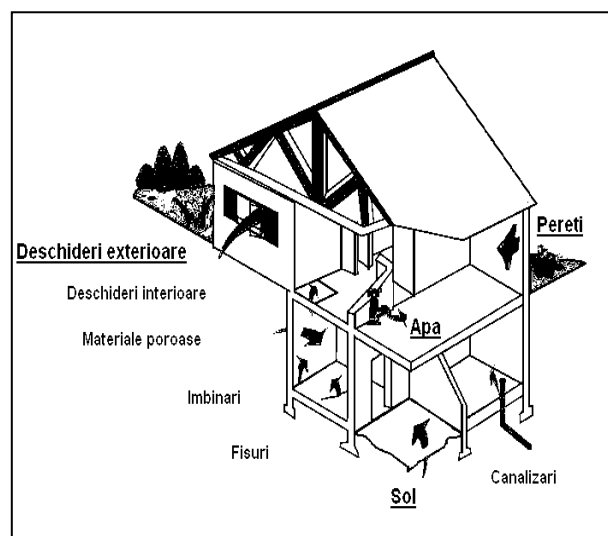 Pereti
Deschideri exterioare
Deschideri interioare
Apa
Materiale poroase
Imbinari
Fisuri
Canalizari
Sol